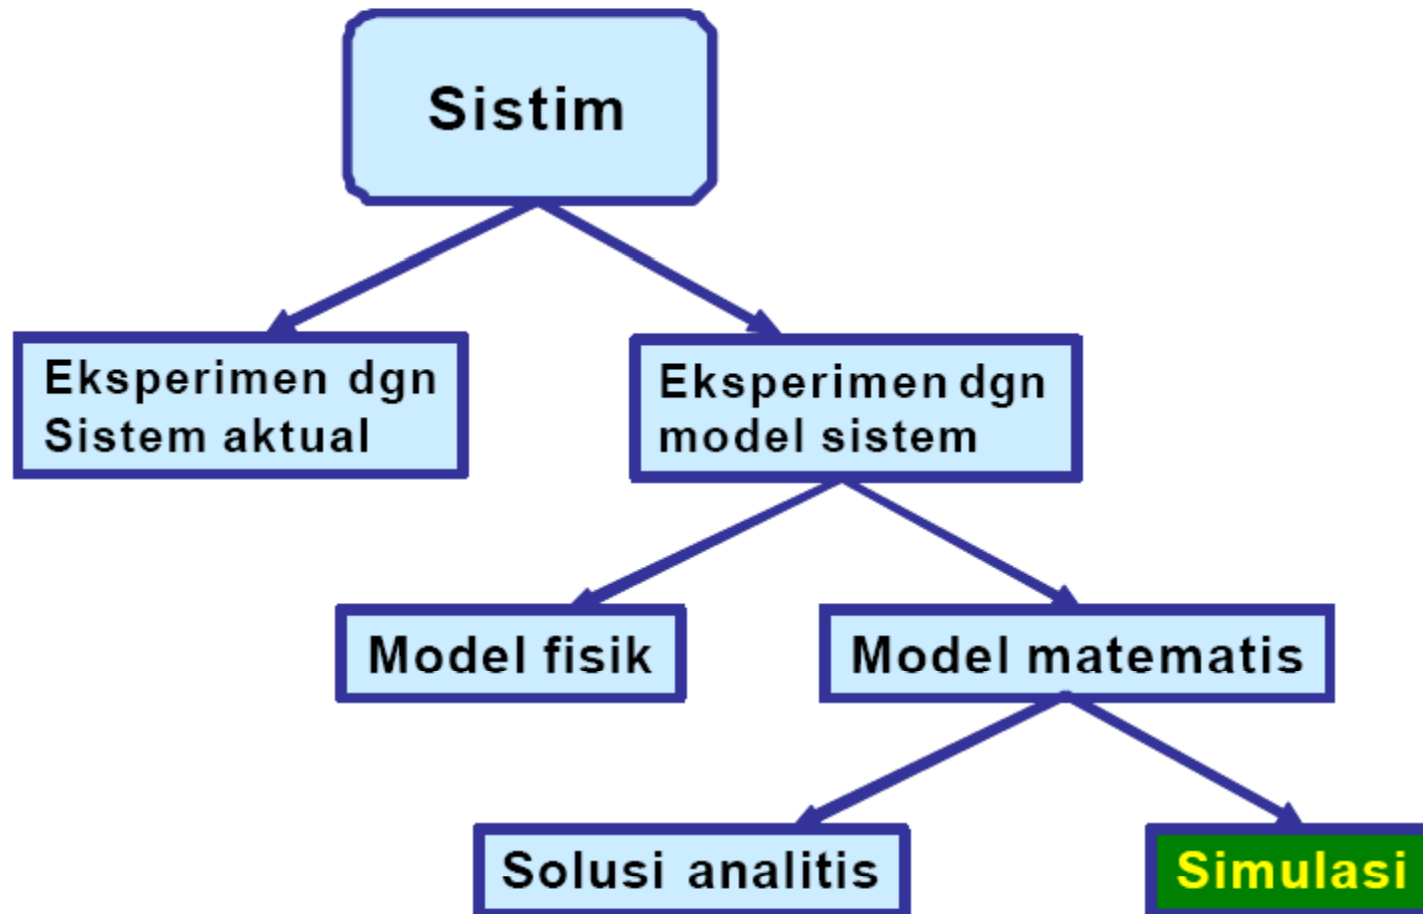 Sistim
Eksperimen dgn
Sistem aktual
Eksperimen dgn
model sistem
Model fisik
Model matematis
Solusi analitis
Simulasi